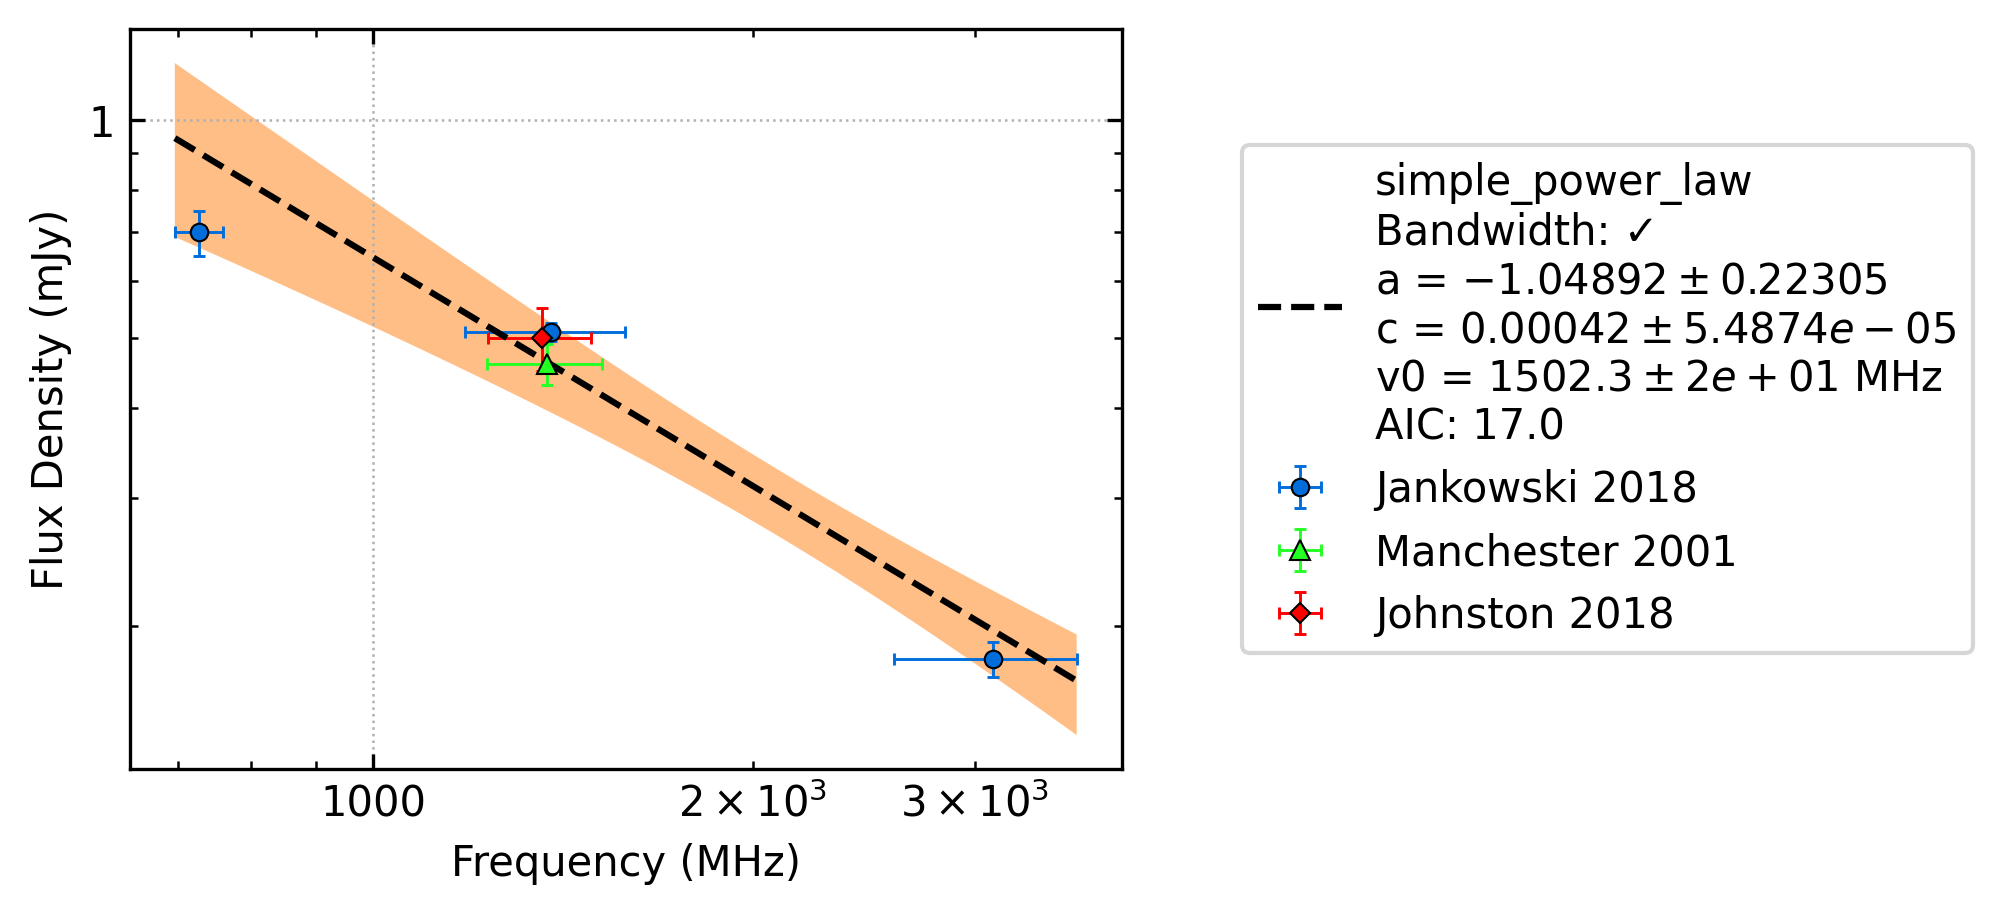 1
Flux Density (mJy)
1000
2 × 10³
3 × 10³
Frequency (MHz)
simple_power_law
Bandwidth: ✓
a = −1.04892 ± 0.22305
c = 0.00042 ± 5.4874e − 05
v0 = 1502.3 ± 2e + 01 MHz
AIC: 17.0
Jankowski 2018
Manchester 2001
Johnston 2018